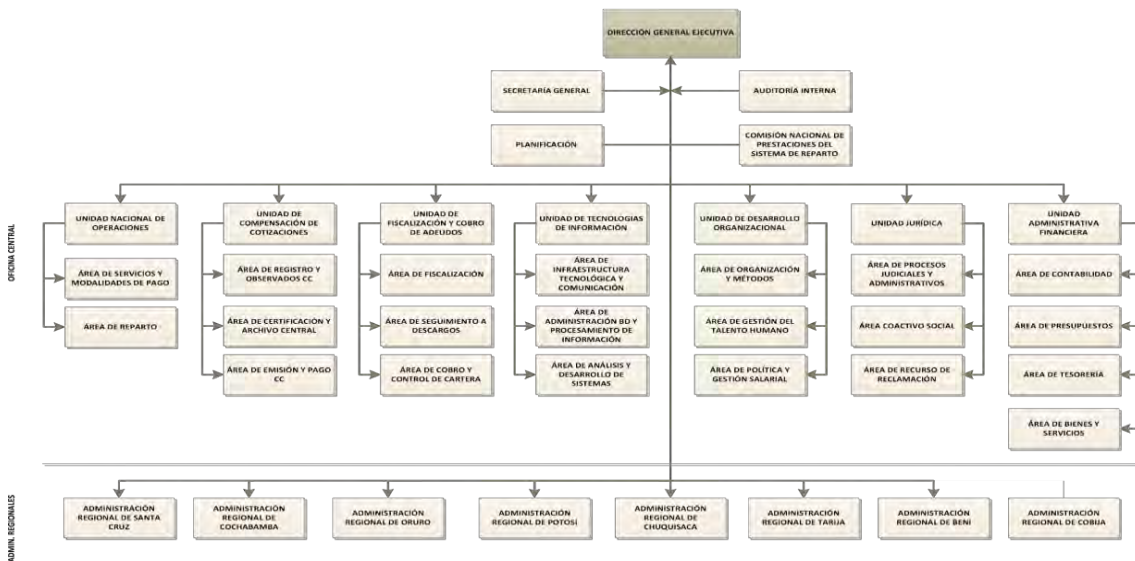 DIRECCIÓN GENERAL EJECUTIVA
SECRETARÍA GENERAL
AUDITORÍA INTERNA
PLANIFICACIÓN
COMISIÓN NACIONAL DE
PRESTACIONES DEL
SISTEMA DE REPARTO
OFICINA CENTRAL
UNIDAD NACIONAL DE
OPERACIONES
UNIDAD DE
COMPENSACIÓN DE
COTIZACIONES
UNIDAD DE
FISCALIZACIÓN Y COBRO
DE ADEUDOS
UNIDAD DE TECNOLOGIAS
DE INFORMACIÓN
UNIDAD DE DESARROLLO
ORGANIZACIONAL
UNIDAD JURÍDICA
UNIDAD
ADMINISTRATIVA
FINANCIERA
ÁREA DE SERVICIOS Y
MODALIDADES DE PAGO
ÁREA DE REGISTRO Y
OBSERVADOS CC
ÁREA DE FISCALIZACIÓN
ÁREA DE
INFRAESTRUCTURA
TECNOLÓGICA Y
COMUNICACIÓN
ÁREA DE ORGANIZACIÓN
Y MÉTODOS
ÁREA DE PROCESOS
JUDICIALES Y
ADMINISTRATIVOS
ÁREA DE CONTABILIDAD
ÁREA DE REPARTO
ÁREA DE CERTIFICACIÓN Y
ARCHIVO CENTRAL
ÁREA DE SEGUIMIENTO A
DESCARGOS
ÁREA DE
ADMINISTRACIÓN BD Y
PROCESAMIENTO DE
INFORMACIÓN
ÁREA DE GESTIÓN DEL
TALENTO HUMANO
ÁREA COACTIVO SOCIAL
ÁREA DE PRESUPUESTOS
ÁREA DE EMISIÓN Y PAGO
CC
ÁREA DE COBRO Y
CONTROL DE CARTERA
ÁREA DE ANÁLISIS Y
DESARROLLO DE
SISTEMAS
ÁREA DE POLÍTICA Y
GESTIÓN SALARIAL
ÁREA DE RECURSO DE
RECLAMACIÓN
ÁREA DE TESORERÍA
ÁREA DE BIENES Y
SERVICIOS
ADMIN. REGIONALES
ADMINISTRACIÓN
REGIONAL DE SANTA
CRUZ
ADMINISTRACIÓN
REGIONAL DE
COCHABAMBA
ADMINISTRACIÓN
REGIONAL DE ORURO
ADMINISTRACIÓN
REGIONAL DE POTOSÍ
ADMINISTRACIÓN
REGIONAL DE
CHUQUISACA
ADMINISTRACIÓN
REGIONAL DE TARIJA
ADMINISTRACIÓN
REGIONAL DE BENI
ADMINISTRACIÓN
REGIONAL DE COBIJA